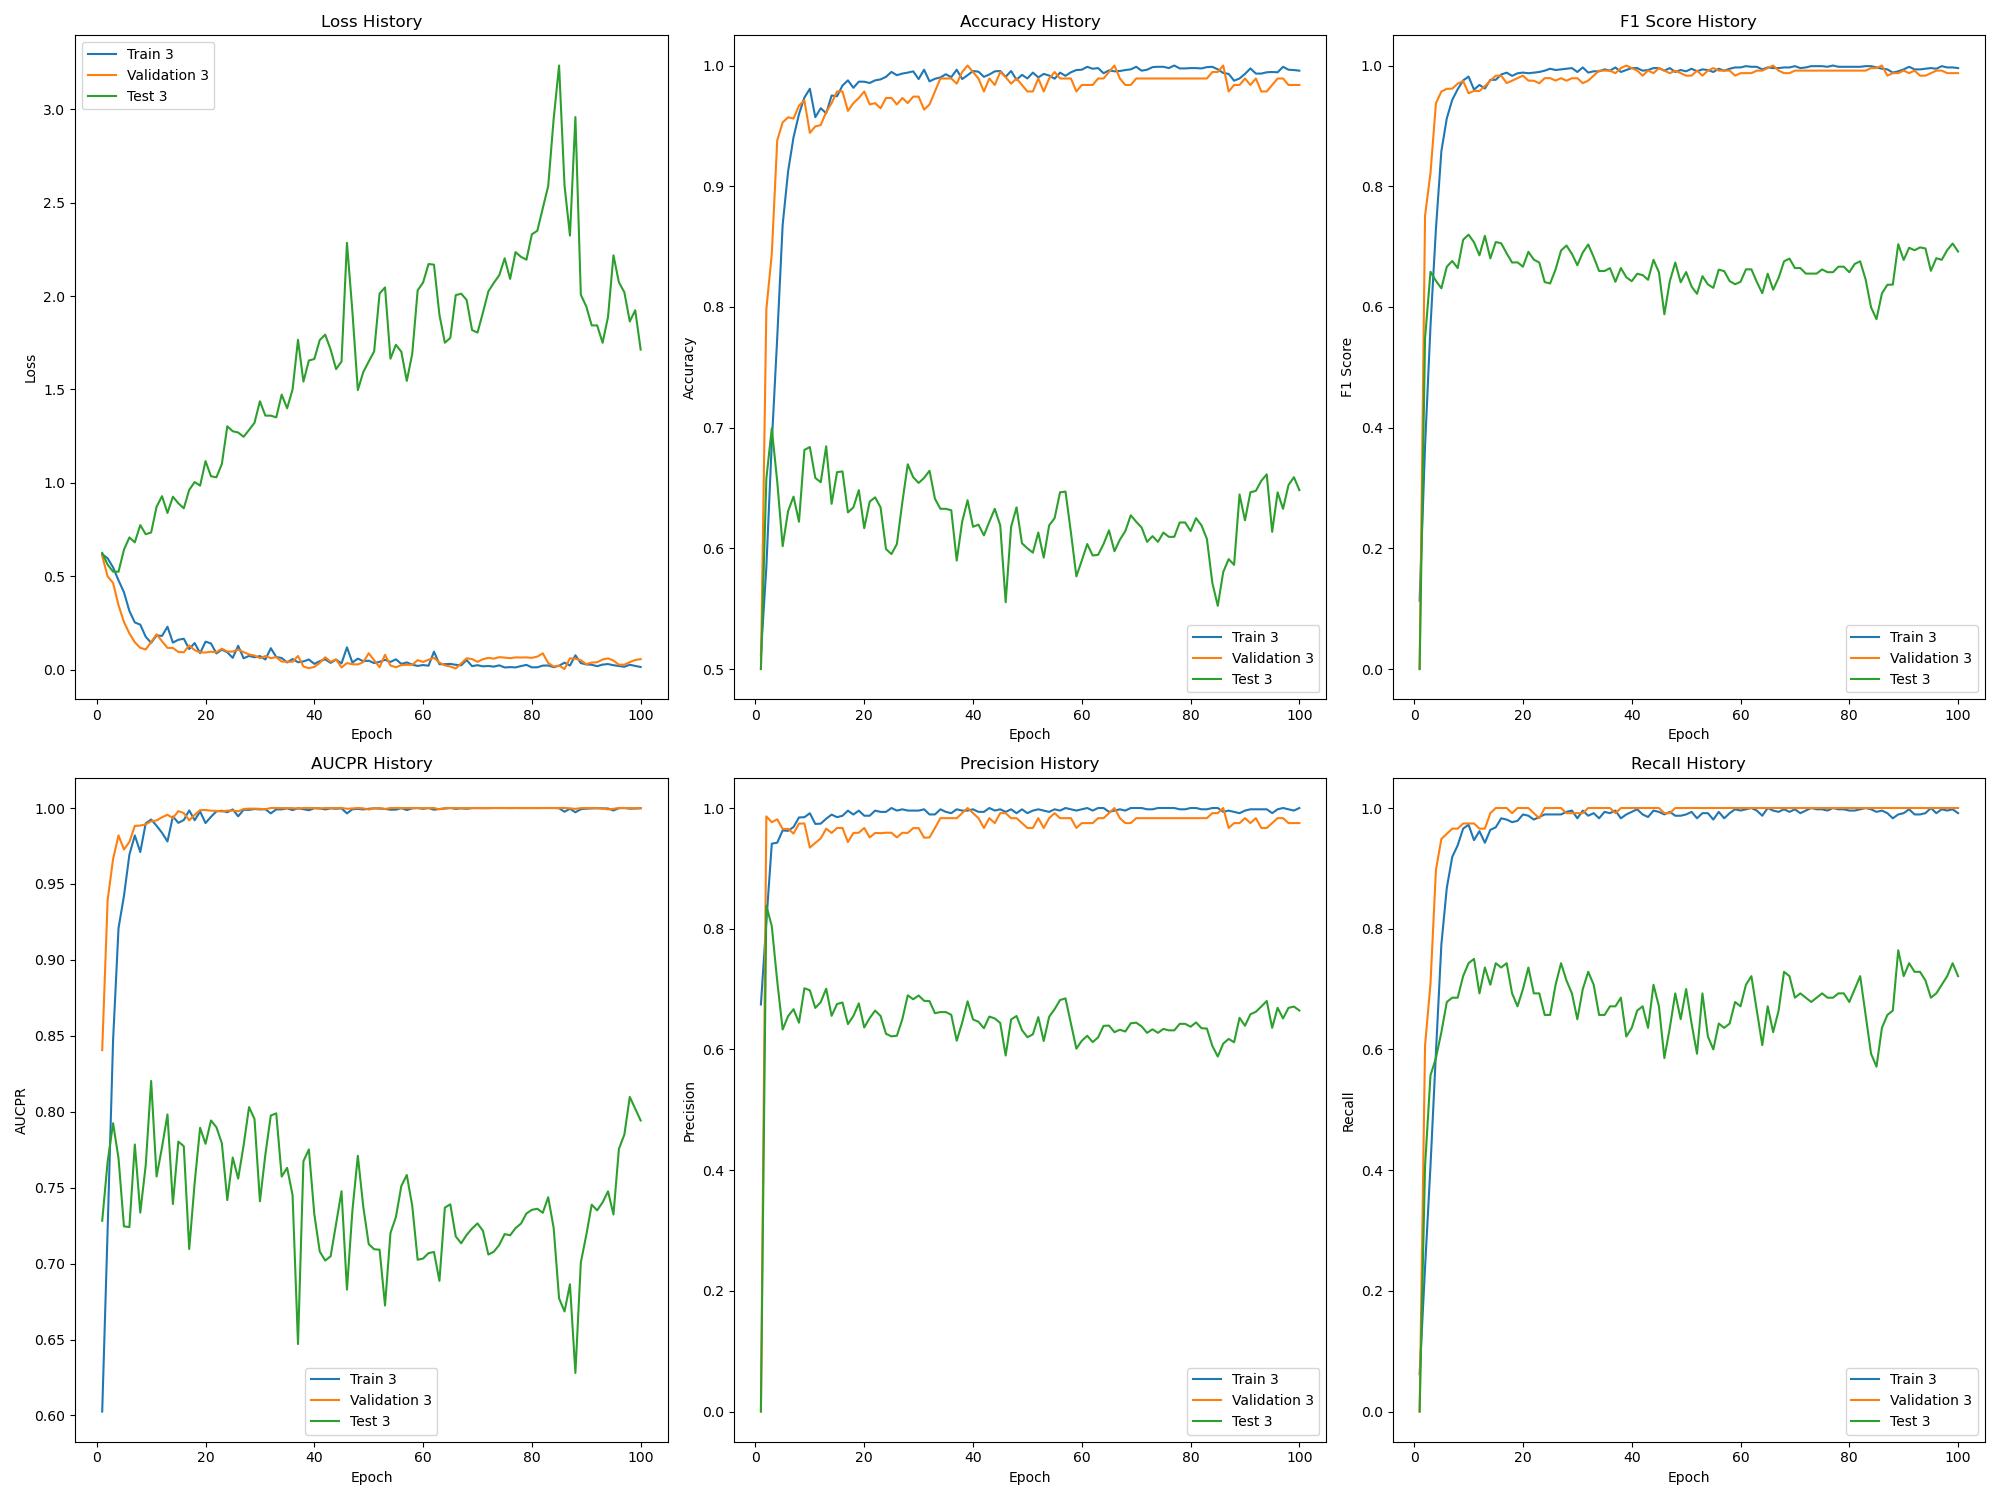 Loss History
Loss
3.0
2.5
2.0
1.5
1.0
0.5
0.0
0 20 40 60 80 100
Epoch
Train 3
Validation 3
Test 3
Accuracy History
Accuracy
1.0
0.9
0.8
0.7
0.6
0.5
0 20 40 60 80 100
Epoch
Train 3
Validation 3
Test 3
F1 Score History
F1 Score
1.0
0.8
0.6
0.4
0.2
0.0
0 20 40 60 80 100
Epoch
Train 3
Validation 3
Test 3
AUCPR History
AUCPR
1.00
0.95
0.90
0.85
0.80
0.75
0.70
0.65
0.60
0 20 40 60 80 100
Epoch
Train 3
Validation 3
Test 3
Precision History
Precision
1.0
0.8
0.6
0.4
0.2
0.0
0 20 40 60 80 100
Epoch
Train 3
Validation 3
Test 3
Recall History
Recall
1.0
0.8
0.6
0.4
0.2
0.0
0 20 40 60 80 100
Epoch
Train 3
Validation 3
Test 3